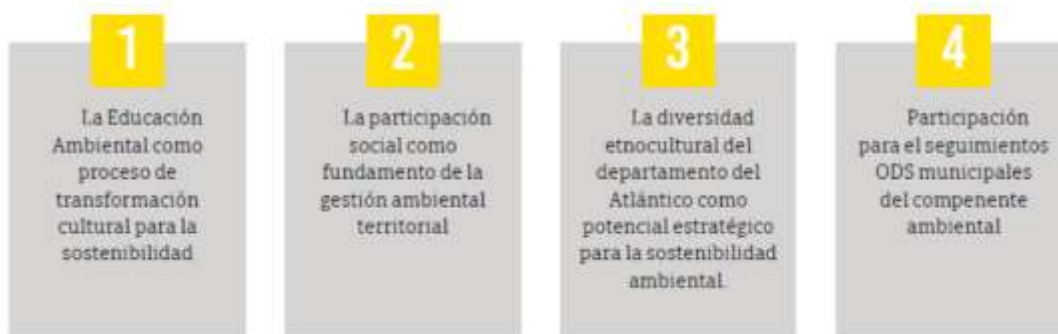 1
La Educación
Ambiental como
proceso de
transformación
cultural para la
sostenibilidad
2
La participación
social como
fundamento de la
gestión ambiental
territorial
3
La diversidad
etnocultural del
departamento del
Atlántico como
potencial estratégico
para la sostenibilidad
ambiental.
4
Participación
para el seguimientos
ODS municipales
del compenente
ambiental